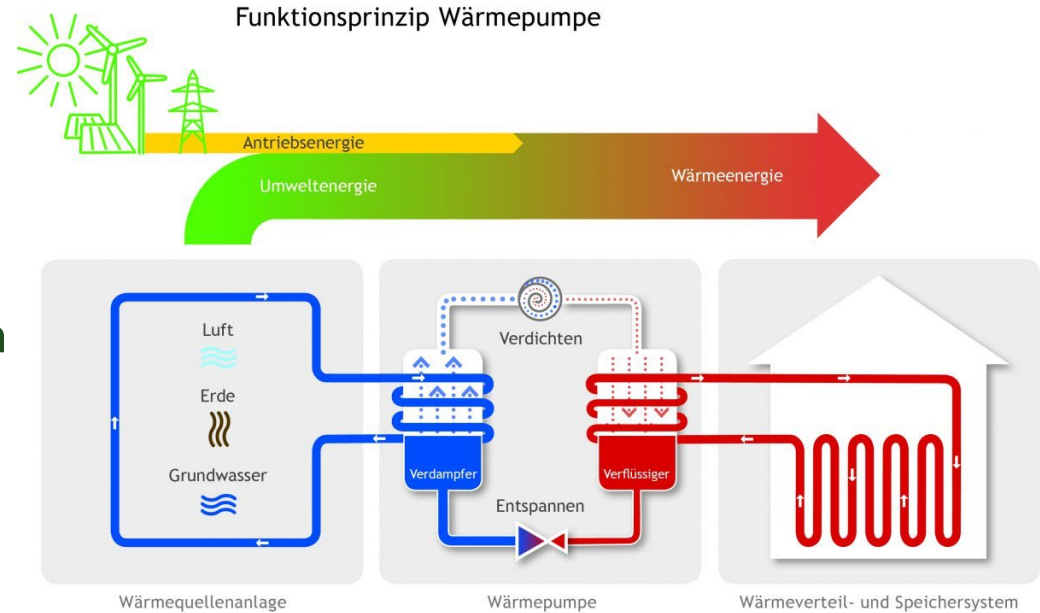 Funktionsprinzip Wärmepumpe
Antriebsenergie
Umweltenergie
Wärmeenergie
Luft
Erde
Grundwasser
Verdichten
Verdampfer
Verflüssiger
Entspannen
Wärmequellenanlage
Wärmepumpe
Wärmeverteil- und Speichersystem